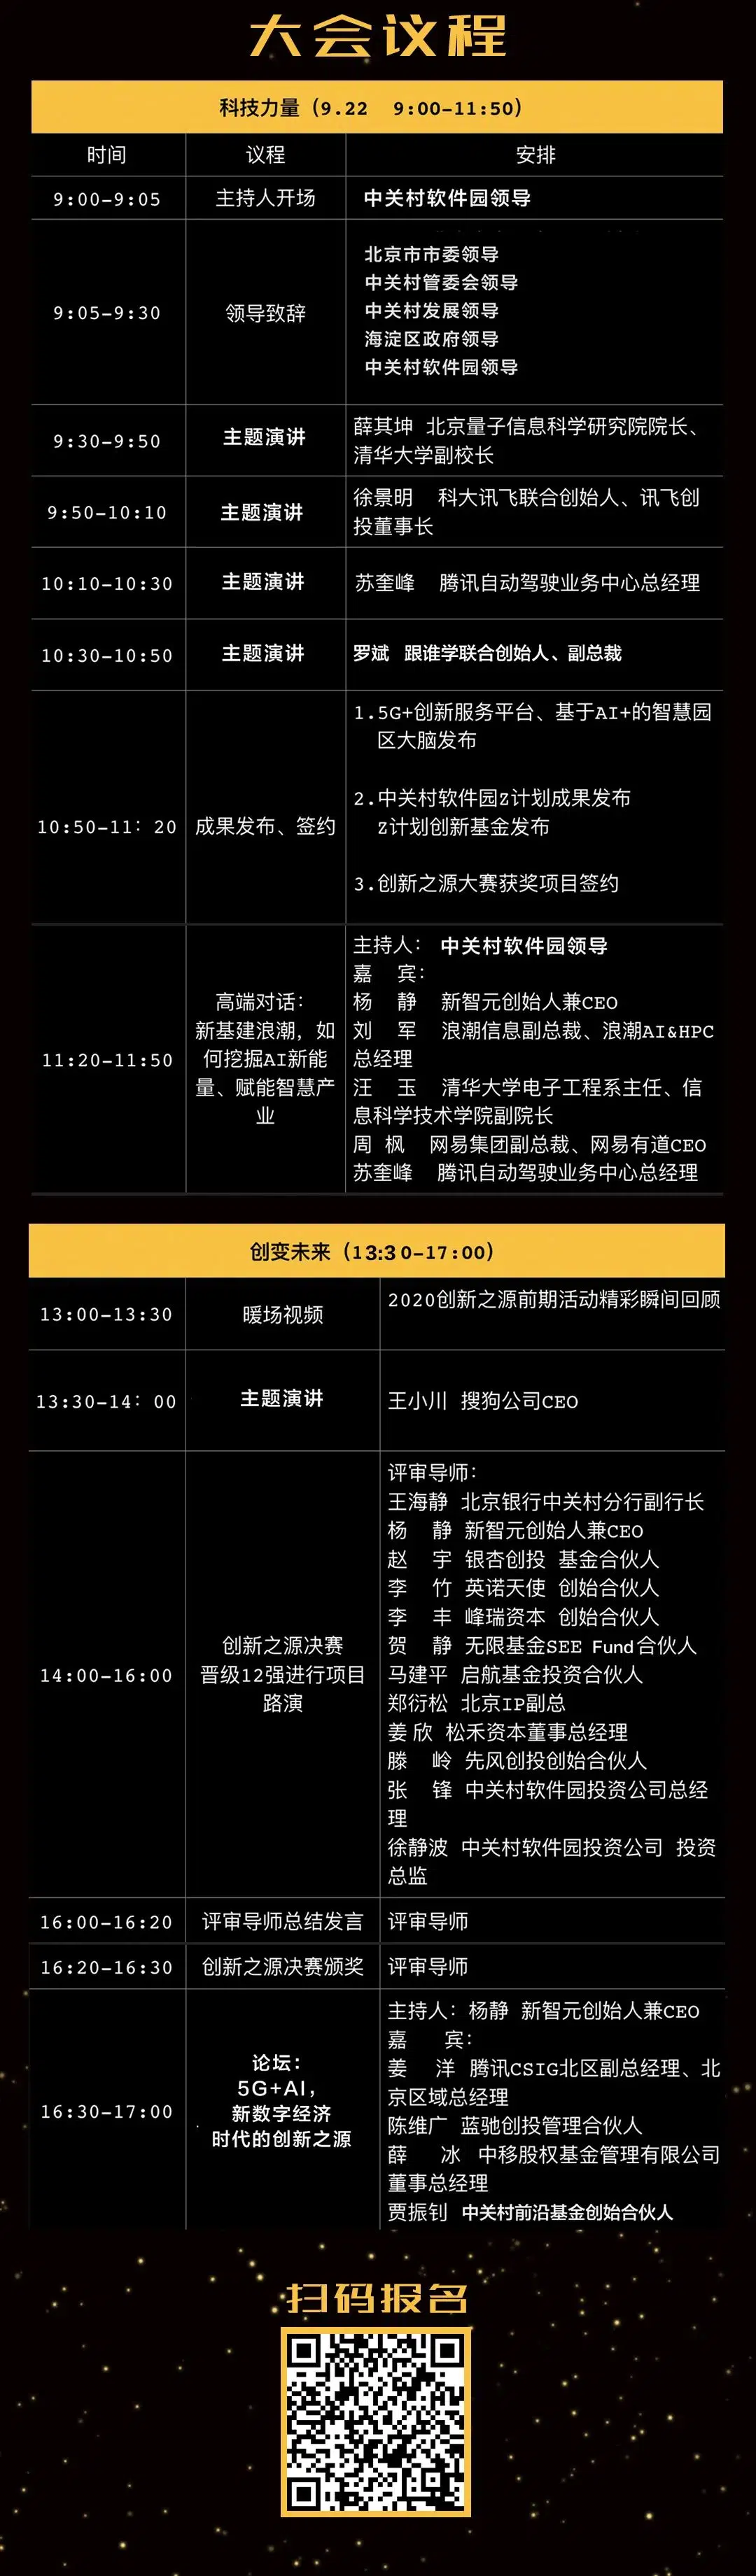 大会议程
科技力量（9.22 9:00-11:50）
时间 议程 安排
9:00-9:05 主持人开场 中关村软件园领导
9:05-9:30 领导致辞
北京市市委领导
中关村管委会领导
中关村发展领导
海淀区政府领导
中关村软件园领导
9:30-9:50 主题演讲
薛其坤 北京量子信息科学研究院院长、
清华大学副校长
9:50-10:10 主题演讲
徐景明 科大讯飞联合创始人、讯飞创
投董事长
10:10-10:30 主题演讲 苏奎峰 腾讯自动驾驶业务中心总经理
10:30-10:50 主题演讲 罗斌 跟谁学联合创始人、副总裁
10:50-11：20 成果发布、签约
1.5G+创新服务平台、基于AI+的智慧园
区大脑发布
2.中关村软件园Z计划成果发布
Z计划创新基金发布
3.创新之源大赛获奖项目签约
11:20-11:50
高端对话：
新基建浪潮，如
何挖掘AI新能
量、赋能智慧产
业
主持人： 中关村软件园领导
嘉 宾：
杨 静 新智元创始人兼CEO
刘 军 浪潮信息副总裁、浪潮AI&HPC
总经理
汪 玉 清华大学电子工程系主任、信
息科学技术学院副院长
周 枫 网易集团副总裁、网易有道CEO
苏奎峰 腾讯自动驾驶业务中心总经理
创变未来（13:30-17:00）
13:00-13:30 暖场视频 2020创新之源前期活动精彩瞬间回顾
13:30-14：00 主题演讲 王小川 搜狗公司CEO
14:00-16:00
创新之源决赛
晋级12强进行项目
路演
评审导师：
王海静 北京银行中关村分行副行长
杨 静 新智元创始人兼CEO
赵 宇 银杏创投 基金合伙人
李 竹 英诺天使 创始合伙人
李 丰 峰瑞资本 创始合伙人
贺 静 无限基金SEE Fund合伙人
马建平 启航基金投资合伙人
郑衍松 北京IP副总
姜 欣 松禾资本董事总经理
滕 岭 先风创投创始合伙人
张 锋 中关村软件园投资公司总经
理
徐静波 中关村软件园投资公司 投资
总监
16:00-16:20 评审导师总结发言 评审导师
16:20-16:30 创新之源决赛颁奖 评审导师
16:30-17:00
论坛：
5G+AI，
新数字经济
时代的创新之源
主持人：杨静 新智元创始人兼CEO
嘉 宾：
姜 洋 腾讯CSIG北区副总经理、北
京区域总经理
陈维广 蓝驰创投管理合伙人
薛 冰 中移股权基金管理有限公司
董事总经理
贾振钊 中关村前沿基金创始合伙人
扫码报名